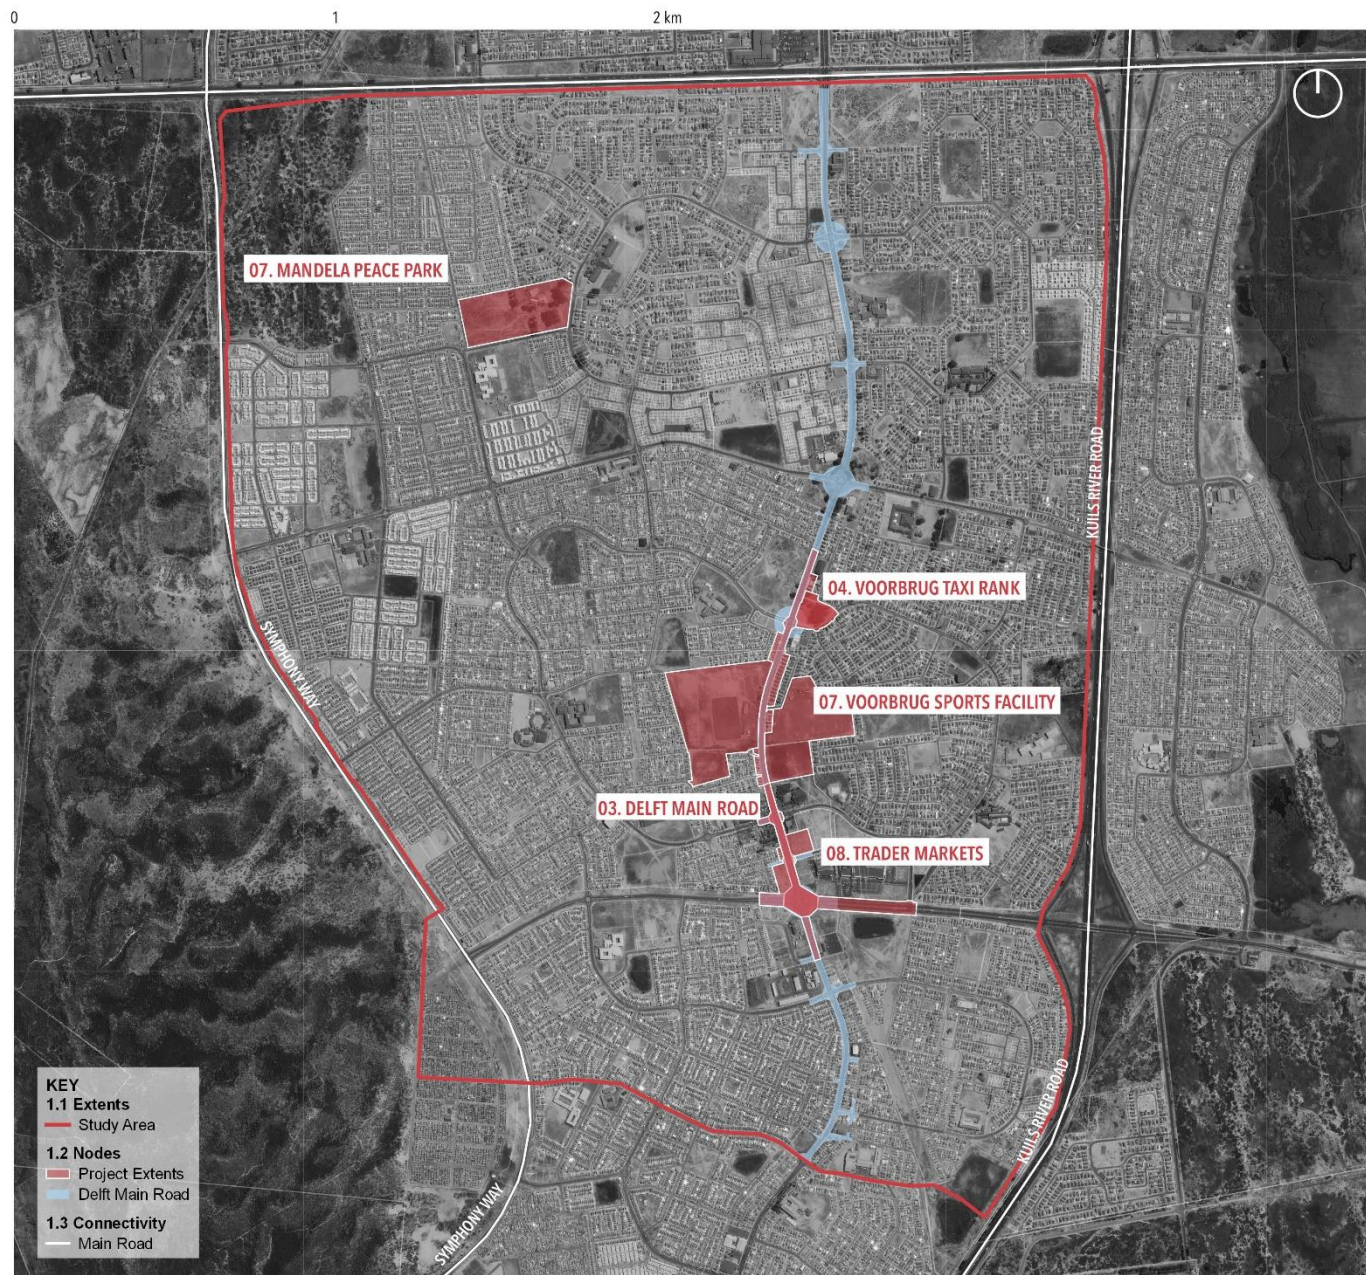 0 1 2 km
07. MANDELA PEACE PARK
KUILS RIVER ROAD
04. VOORBRUG TAXI RANK
SYMPHONY WAY
07. VOORBRUG SPORTS FACILITY
03. DELFT MAIN ROAD
08. TRADER MARKETS
KUILS RIVER ROAD
SYMPHONY WAY
KEY
1.1 Extents
Study Area
1.2 Nodes
Project Extents
Delft Main Road
1.3 Connectivity
Main Road